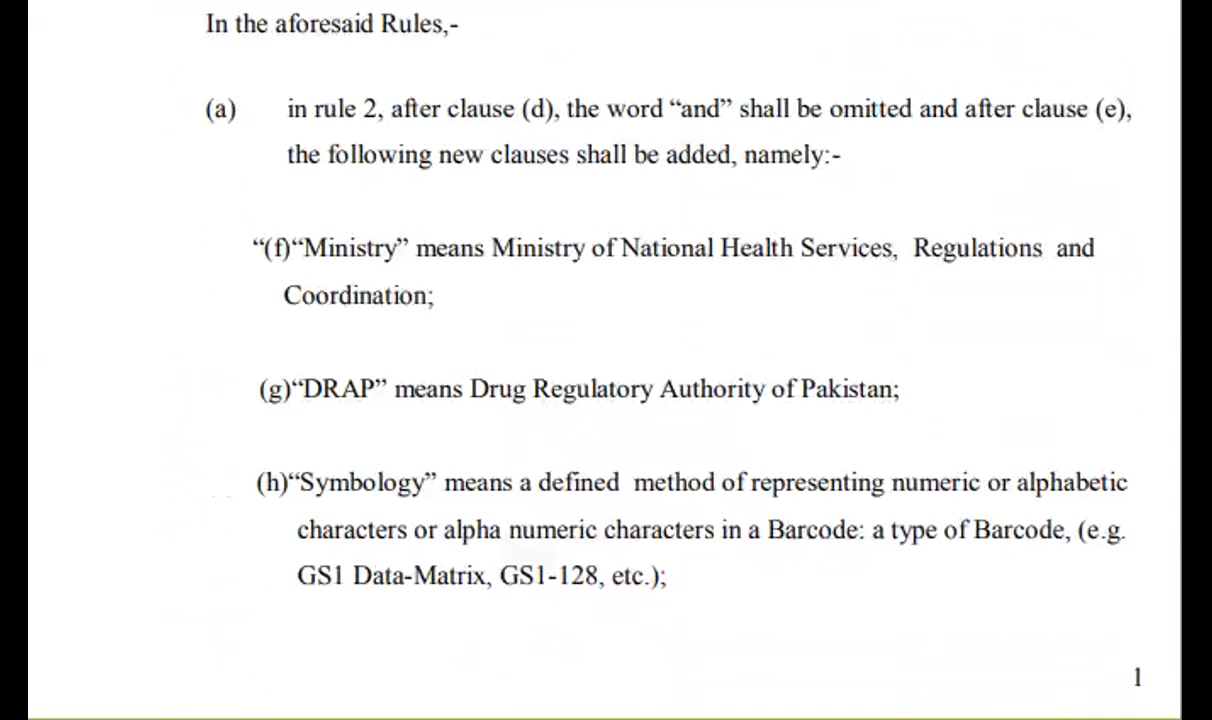 In the aforesaid Rules,-
(a) in rule 2, after clause (d), the word “and” shall be omitted and after clause (e),
the following new clauses shall be added, namely:-
“(f)“Ministry” means Ministry of National Health Services, Regulations and
Coordination;
(g)“DRAP” means Drug Regulatory Authority of Pakistan;
(h)“Symbology” means a defined method of representing numeric or alphabetic
characters or alpha numeric characters in a Barcode: a type of Barcode, (e.g.
GS1 Data-Matrix, GS1-128, etc.);
1